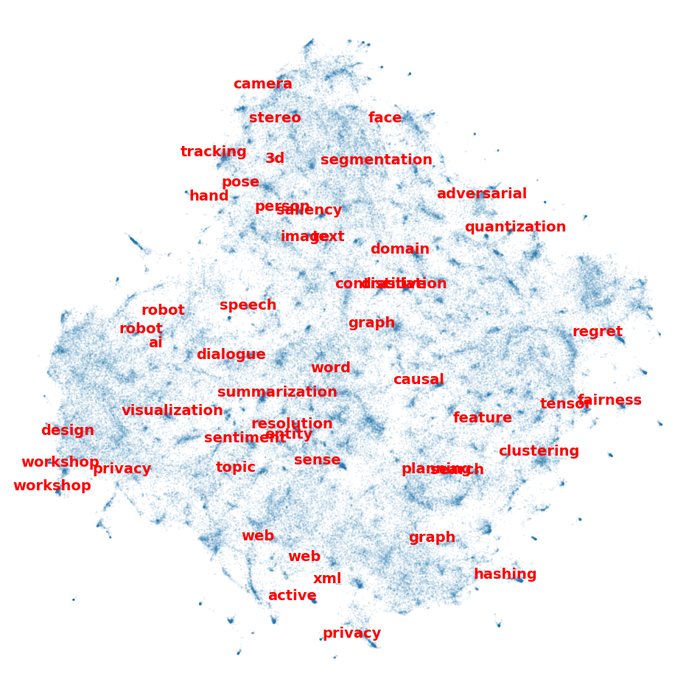 camera
stereo
face
tracking
3d
segmentation
pose
hand
adversarial
person
saliency
quantization
image
text
domain
distillation
speech
robot
graph
robot
regret
ai
dialogue
word
causal
summarization
fairness
tensor
visualization
feature
resolution
design
entity
sentiment
clustering
sense
workshop
topic
privacy
planning
search
workshop
web
graph
web
hashing
xml
active
privacy